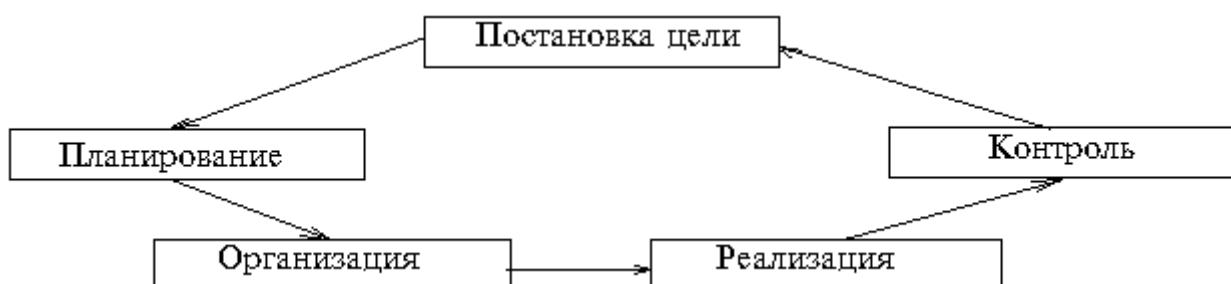 Постановка цели
Планирование
Контроль
Организация
Реализация